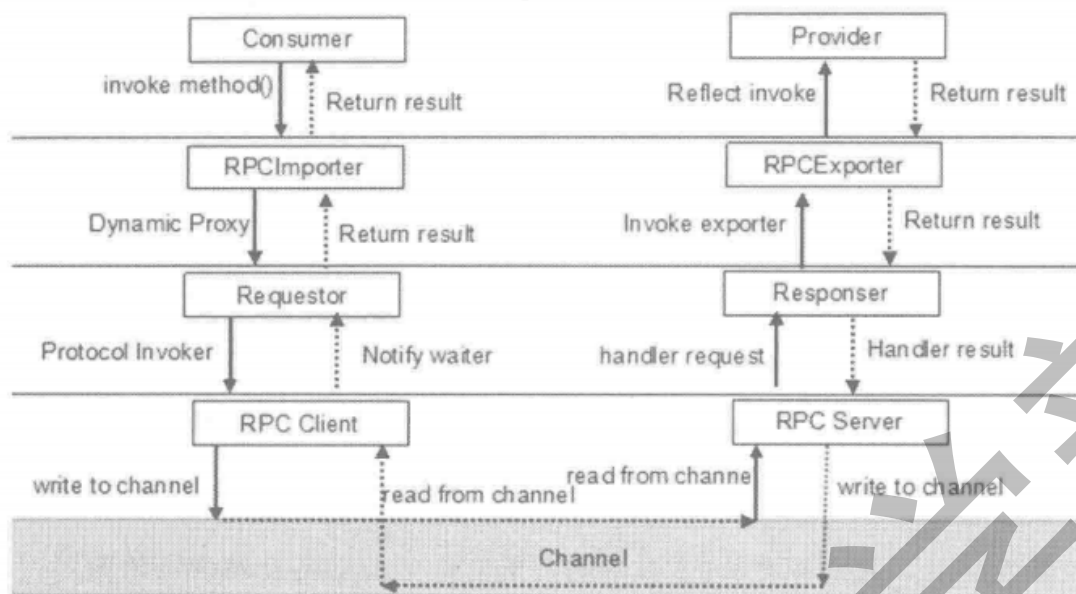 Consumer
Provider
invoke method()
Return result
Reflect invoke
Return result
RPCImporter
RPCExporter
Dynamic Proxy
Return result
Invoke exporter
Return result
Requestor
Responser
Protocol Invoker
Notify waiter
handler request
Handler result
RPC Client
RPC Server
write to channel
read from channel
read from channe
write to channel
Channel